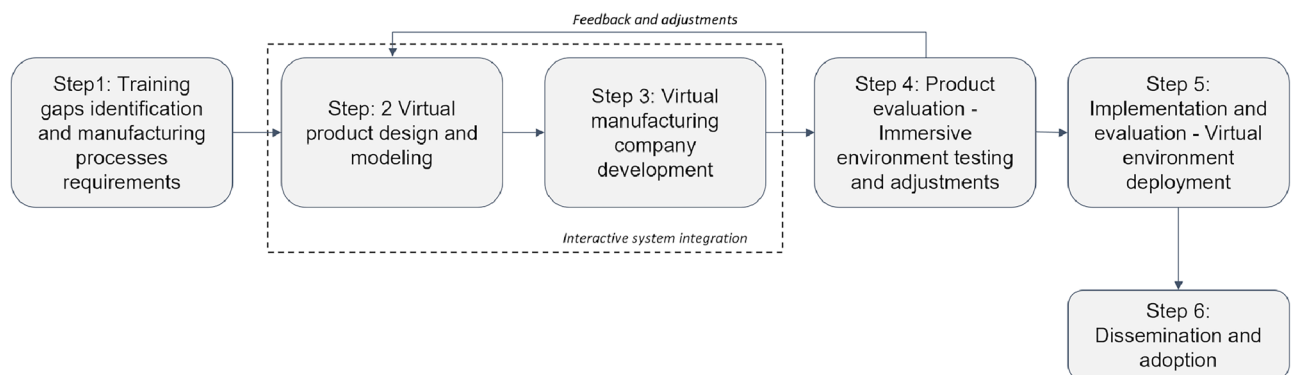 Feedback and adjustments
Step1: Training
gaps identification
and manufacturing
processes
requirements
Step: 2 Virtual
product design and
modeling
Step 3: Virtual
manufacturing
company
development
Step 4: Product
evaluation -
Immersive
environment testing
and adjustments
Step 5:
Implementation and
evaluation - Virtual
environment
deployment
Interactive system integration
Step 6:
Dissemination and
adoption